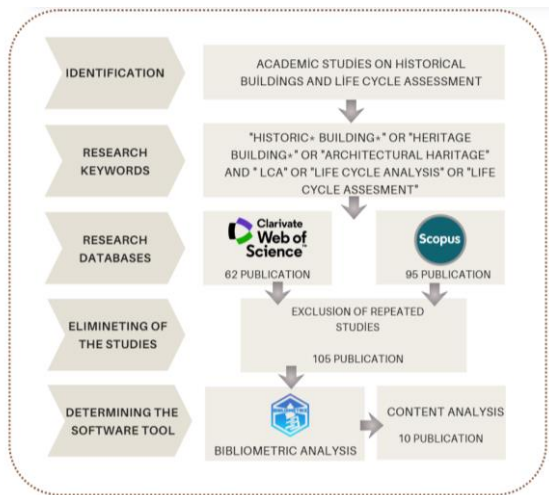 IDENTIFICATION
ACADEMİC STUDİES ON HİSTORİCAL
BUİLDİNGS AND LİFE CYCLE ASSESSMENT
RESEARCH
KEYWORDS
"HISTORIC* BUILDING*" OR "HERITAGE
BUILDING*" OR "ARCHITECTURAL HARITAGE"
AND " LCA" OR "LIFE CYCLE ANALYSIS" OR "LIFE
CYCLE ASSESMENT"
RESEARCH
DATABASES
Clarivate
Web of
Science™
62 PUBLICATION
Scopus
95 PUBLICATION
ELIMINETING OF
THE STUDIES
EXCLUSION OF REPEATED
STUDIES
105 PUBLICATION
DETERMINING THE
SOFTWARE TOOL
BIBLIOMETRIX
BIBLIOMETRIC ANALYSIS
CONTENT ANALYSIS
10 PUBLICATION